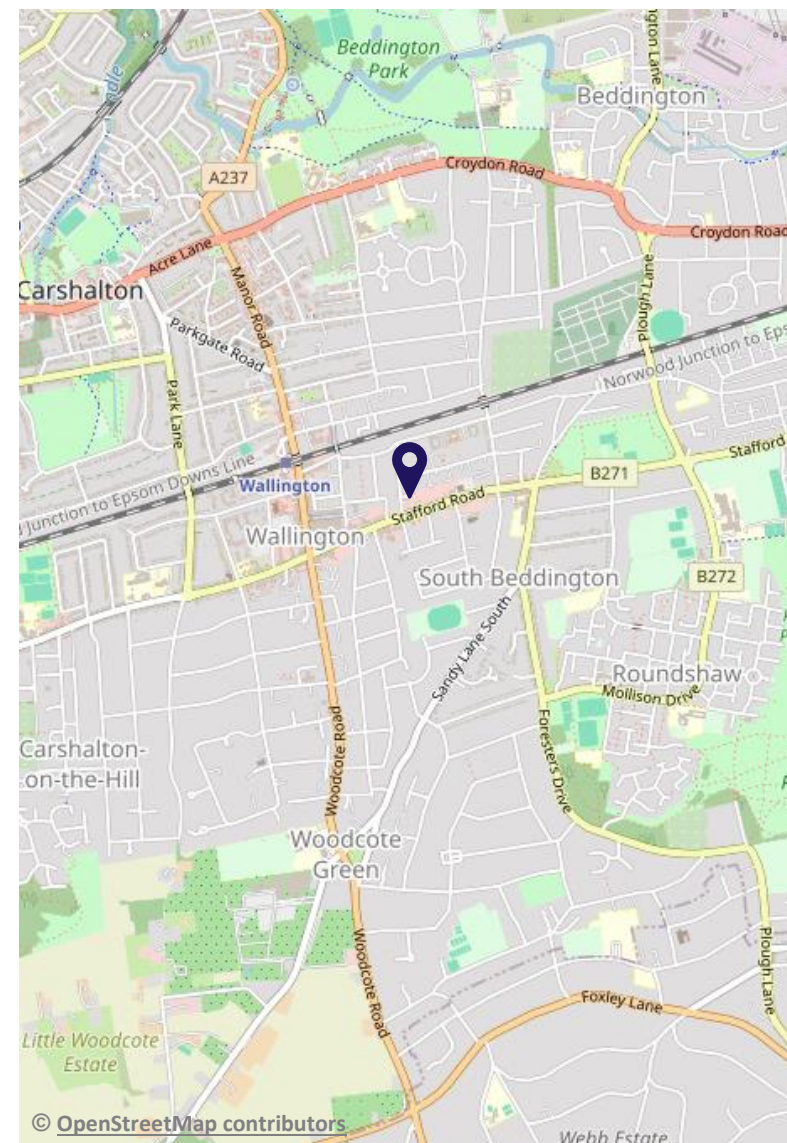 Beddington
Park
Beddington
A237
Croydon Road
Croydon Road
Acre Lane
Carshalton
Manor Road
Plough Lane
Parkgate Road
Park Lane
Norwood Junction to Eps
Wallington
Stafford
B271
Junction to Epsom Downs Line
Stafford Road
Wallington
South Beddington
B272
Sandy Lane South
Roundshaw
Mollison Drive
Woodcote Road
Foresters Drive
Carshalton-
on-the-Hill
Woodcote
Green
Woodcote Road
Plough Lane
Foxley Lane
Little Woodcote
Estate
© OpenStreetMap contributors
Webb Estate